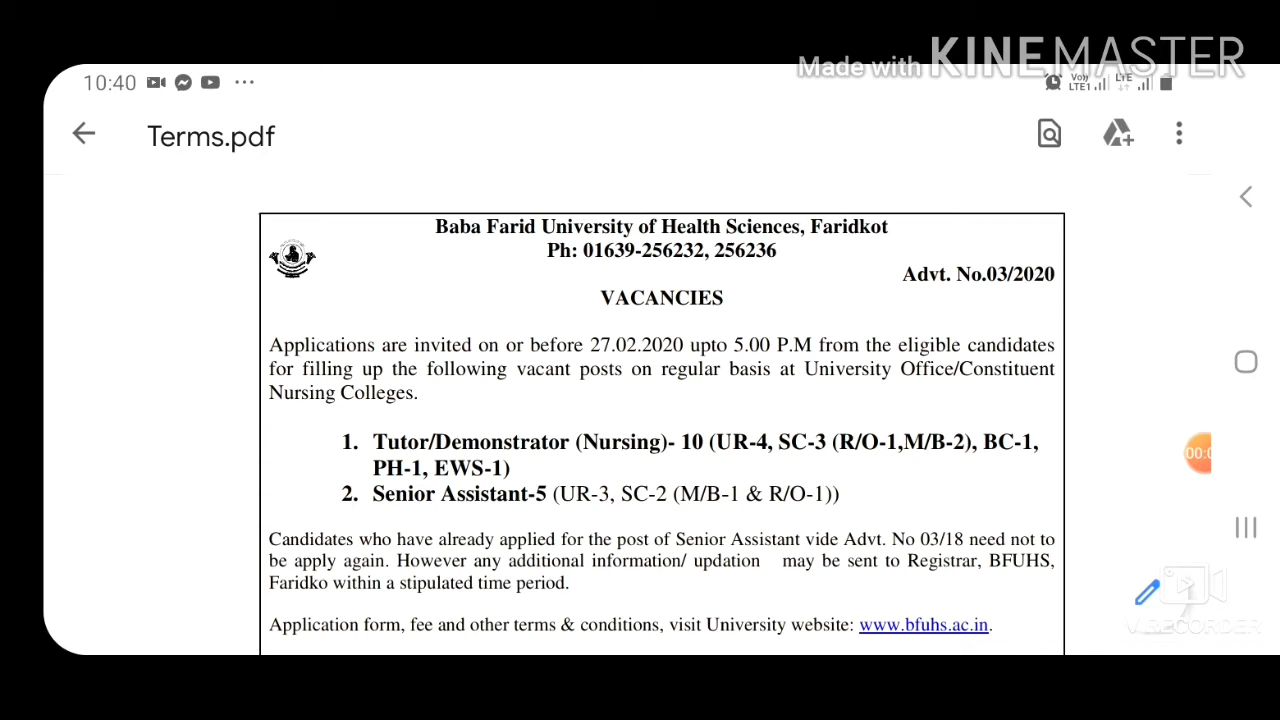 Made with KINEMASTER
10:40
Voo) LTE1 LTE
Terms.pdf
Baba Farid University of Health Sciences, Faridkot
Ph: 01639-256232, 256236
Advt. No.03/2020
VACANCIES
Applications are invited on or before 27.02.2020 upto 5.00 P.M from the eligible candidates
for filling up the following vacant posts on regular basis at University Office/Constituent
Nursing Colleges.
1. Tutor/Demonstrator (Nursing)- 10 (UR-4, SC-3 (R/O-1,M/B-2), BC-1,
PH-1, EWS-1)
00:0
2. Senior Assistant-5 (UR-3, SC-2 (M/B-1 & R/O-1))
Candidates who have already applied for the post of Senior Assistant vide Advt. No 03/18 need not to
be apply again. However any additional information/ updation may be sent to Registrar, BFUHS,
Faridko within a stipulated time period.
Application form, fee and other terms & conditions, visit University website: www.bfuhs.ac.in.
V RECORDER